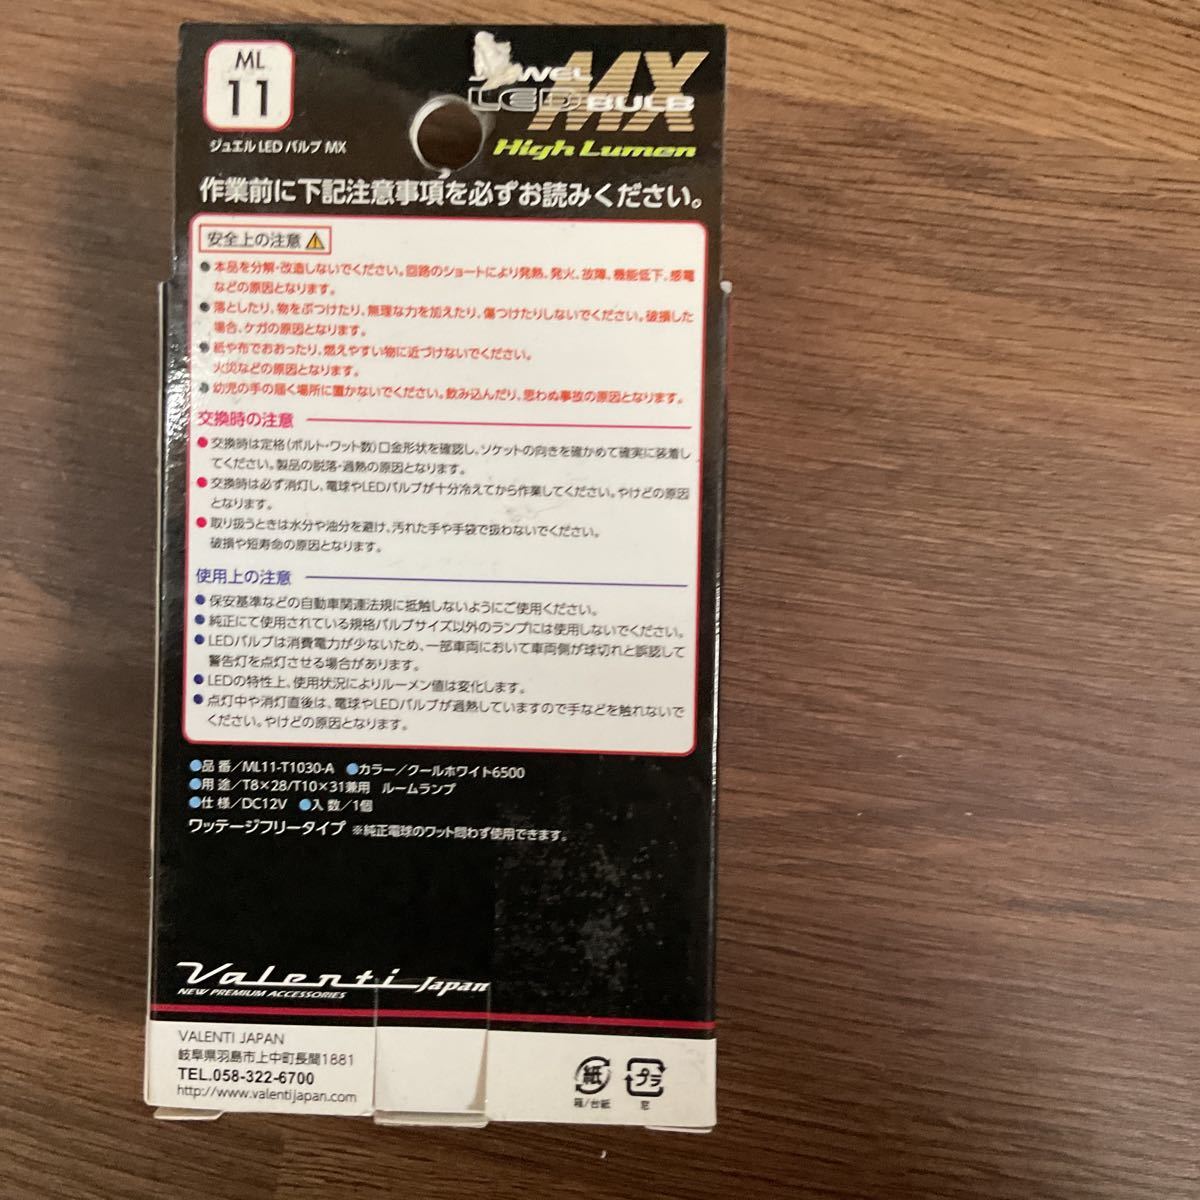 ML
11
ジュエル LED バルブ MX
JEWEL
LED BULB
MX
High Lumen
作業前に下記注意事項を必ずお読みください。
安全上の注意
●本品を分解・改造しないでください。回路のショートにより発熱、発火、故障、機能低下、感電
などの原因となります。
●落としたり、物をぶつけたり、無理な力を加えたり、傷つけたりしないでください。破損した
場合、ケガの原因となります。
●紙や布でおおったり、燃えやすい物に近づけないでください。
火災などの原因となります。
●幼児の手の届く場所に置かないでください。飲み込んだり、思わぬ事故の原因となります。
交換時の注意
●交換時は定格(ボルト・ワット数)口金形状を確認し、ソケットの向きを確かめて確実に装着し
てください。製品の脱落・過熱の原因となります。
●交換時は必ず消灯し、電球やLEDバルブが十分冷えてから作業してください。やけどの原因
となります。
●取り扱うときは水分や油分を避け、汚れた手や手袋で扱わないでください。
破損や短寿命の原因となります。
使用上の注意
●保安基準などの自動車関連法規に抵触しないようにご使用ください。
●純正にて使用されている規格バルブサイズ以外のランプには使用しないでください。
●LEDバルブは消費電力が少ないため、一部車両において車両側が球切れと誤認して
警告灯を点灯させる場合があります。
●LEDの特性上、使用状況によりルーメン値は変化します。
●点灯中や消灯直後は、電球やLEDバルブが過熱していますので手などを触れないで
ください。やけどの原因となります。
●品 番／ML11-T1030-A ●カラー／クールホワイト6500
●用 途／T8×28/T10×31兼用 ルームランプ
●仕 様／DC12V ●入 数／1個
ワッテージフリータイプ ※純正電球のワット問わず使用できます。
Valenti Japan
NEW PREMIUM ACCESSORIES
VALENTI JAPAN
岐阜県羽島市上中町長間1881
TEL.058-322-6700
http://www.valentijapan.com
紙
箱/台紙
プラ
窓